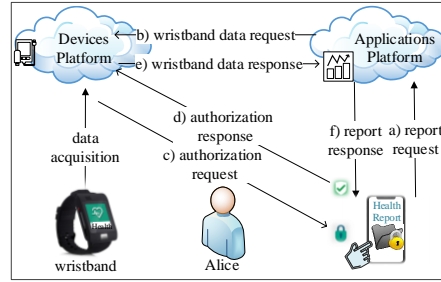 Devices
Platform
b) wristband data request
e) wristband data response
Applications
Platform
d) authorization
response
c) authorization
request
data
acquisition
f) report
response
a) report
request
Health
Health
Report
wristband
Alice